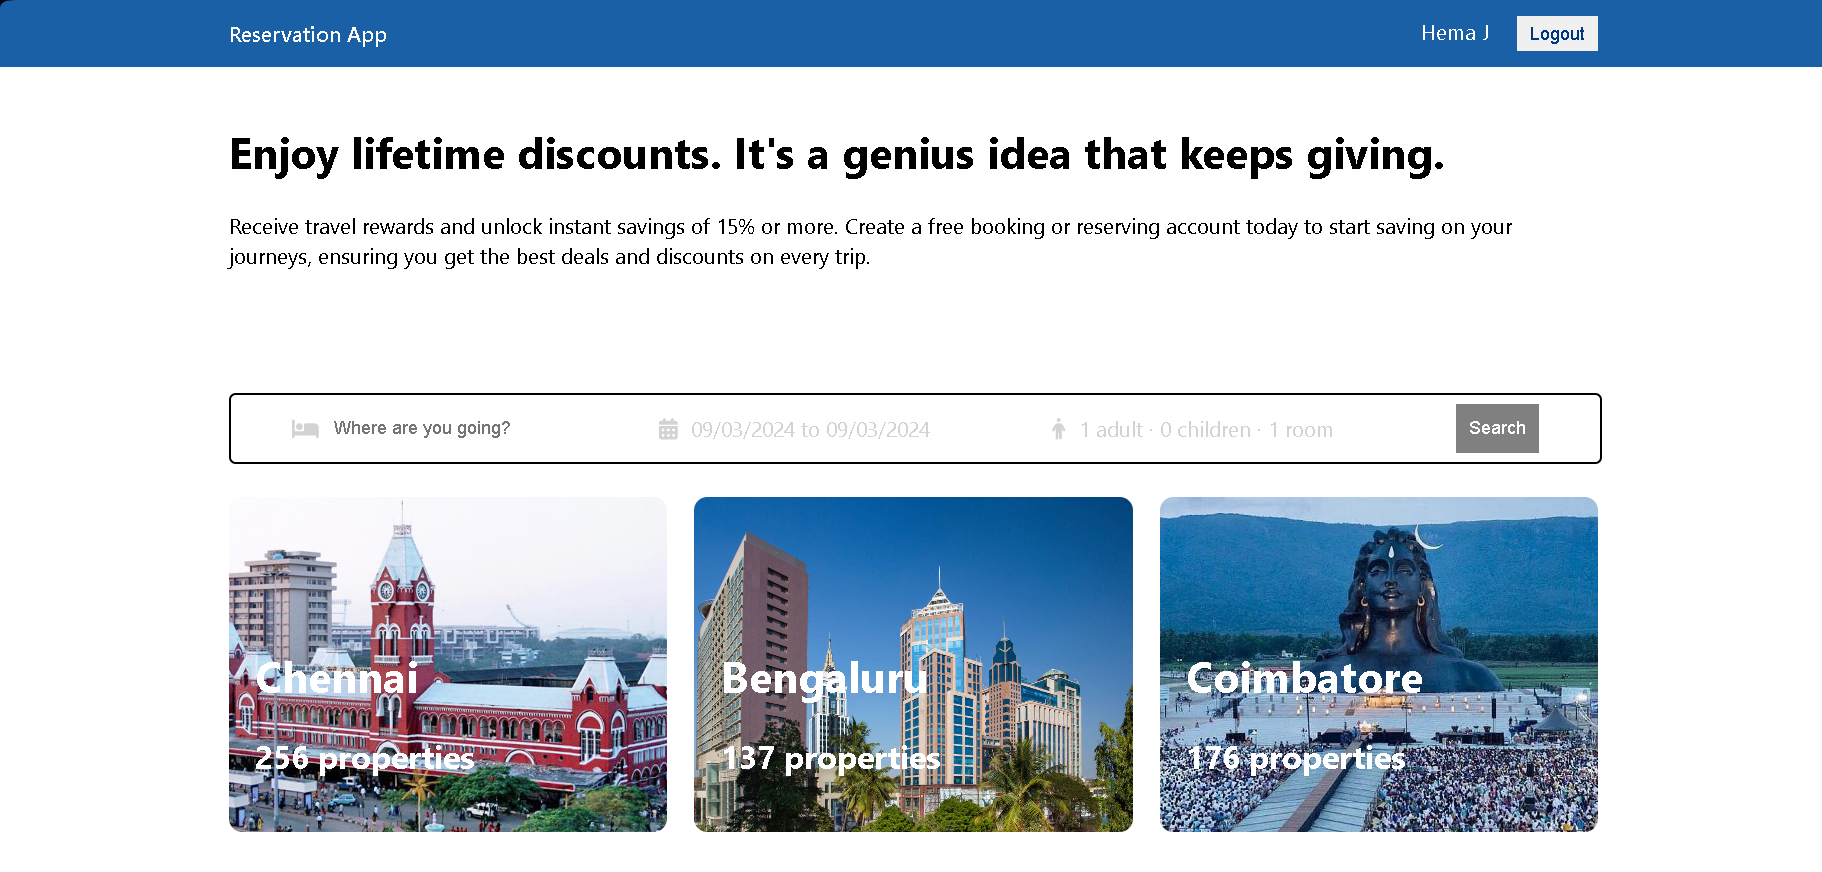 Reservation App
Hema J
Logout
Enjoy lifetime discounts. It's a genius idea that keeps giving.
Receive travel rewards and unlock instant savings of 15% or more. Create a free booking or reserving account today to start saving on your
journeys, ensuring you get the best deals and discounts on every trip.
Where are you going?
09/03/2024 to 09/03/2024
1 adult · 0 children · 1 room
Search
Chennai
256 properties
Bengaluru
137 properties
Coimbatore
176 properties